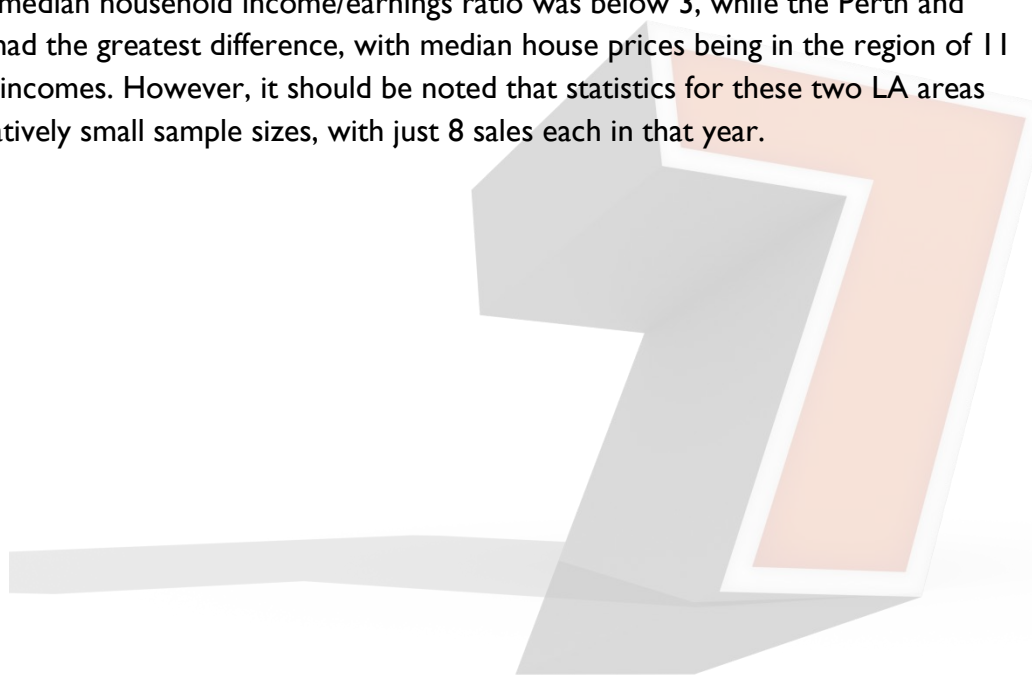 median household income/earnings ratio was below 3, while the Perth and
had the greatest difference, with median house prices being in the region of 11
incomes. However, it should be noted that statistics for these two LA areas
atively small sample sizes, with just 8 sales each in that year.